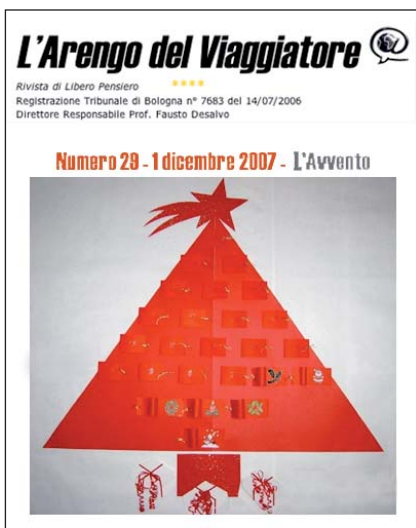 L'Arengo del Viaggiatore
Rivista di Libero Pensiero
Registrazione Tribunale di Bologna n° 7683 del 14/07/2006
Direttore Responsabile Prof. Fausto Desalvo
Numero 29 - 1 dicembre 2007 - L'Avvento